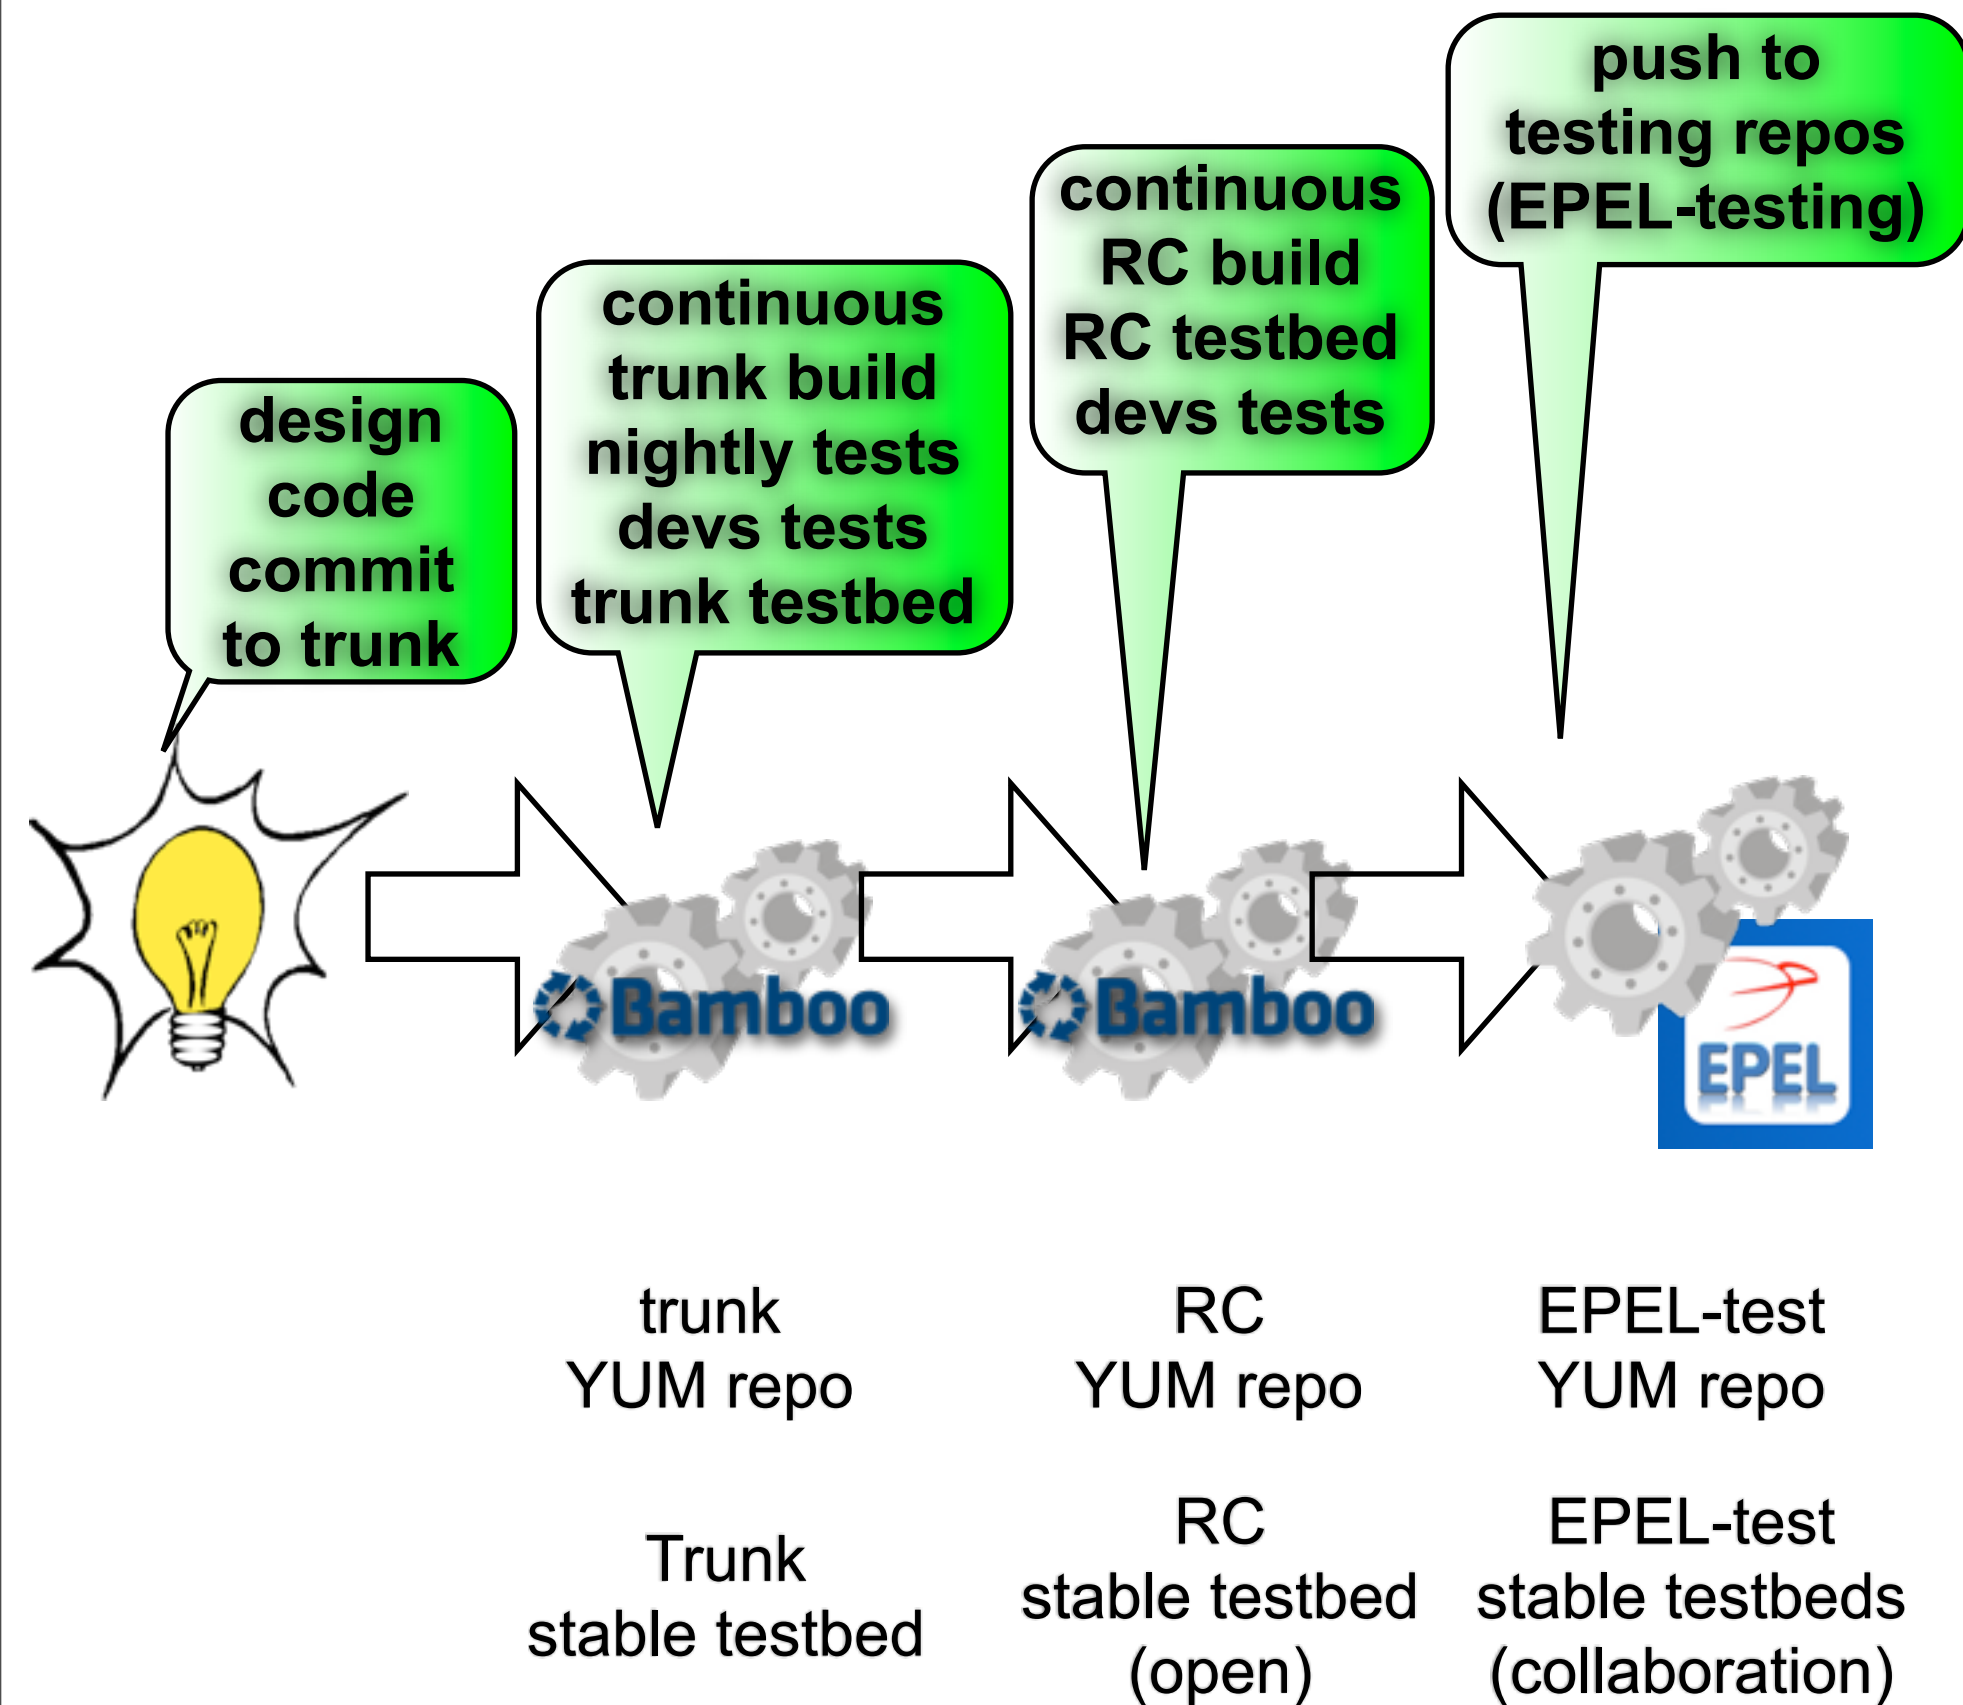 design
code
commit
to trunk
continuous
trunk build
nightly tests
devs tests
trunk testbed
continuous
RC build
RC testbed
devs tests
push to
testing repos
(EPEL-testing)
Bamboo
Bamboo
EPEL
trunk
YUM repo
RC
YUM repo
EPEL-test
YUM repo
Trunk
stable testbed
RC
stable testbed
(open)
EPEL-test
stable testbeds
(collaboration)